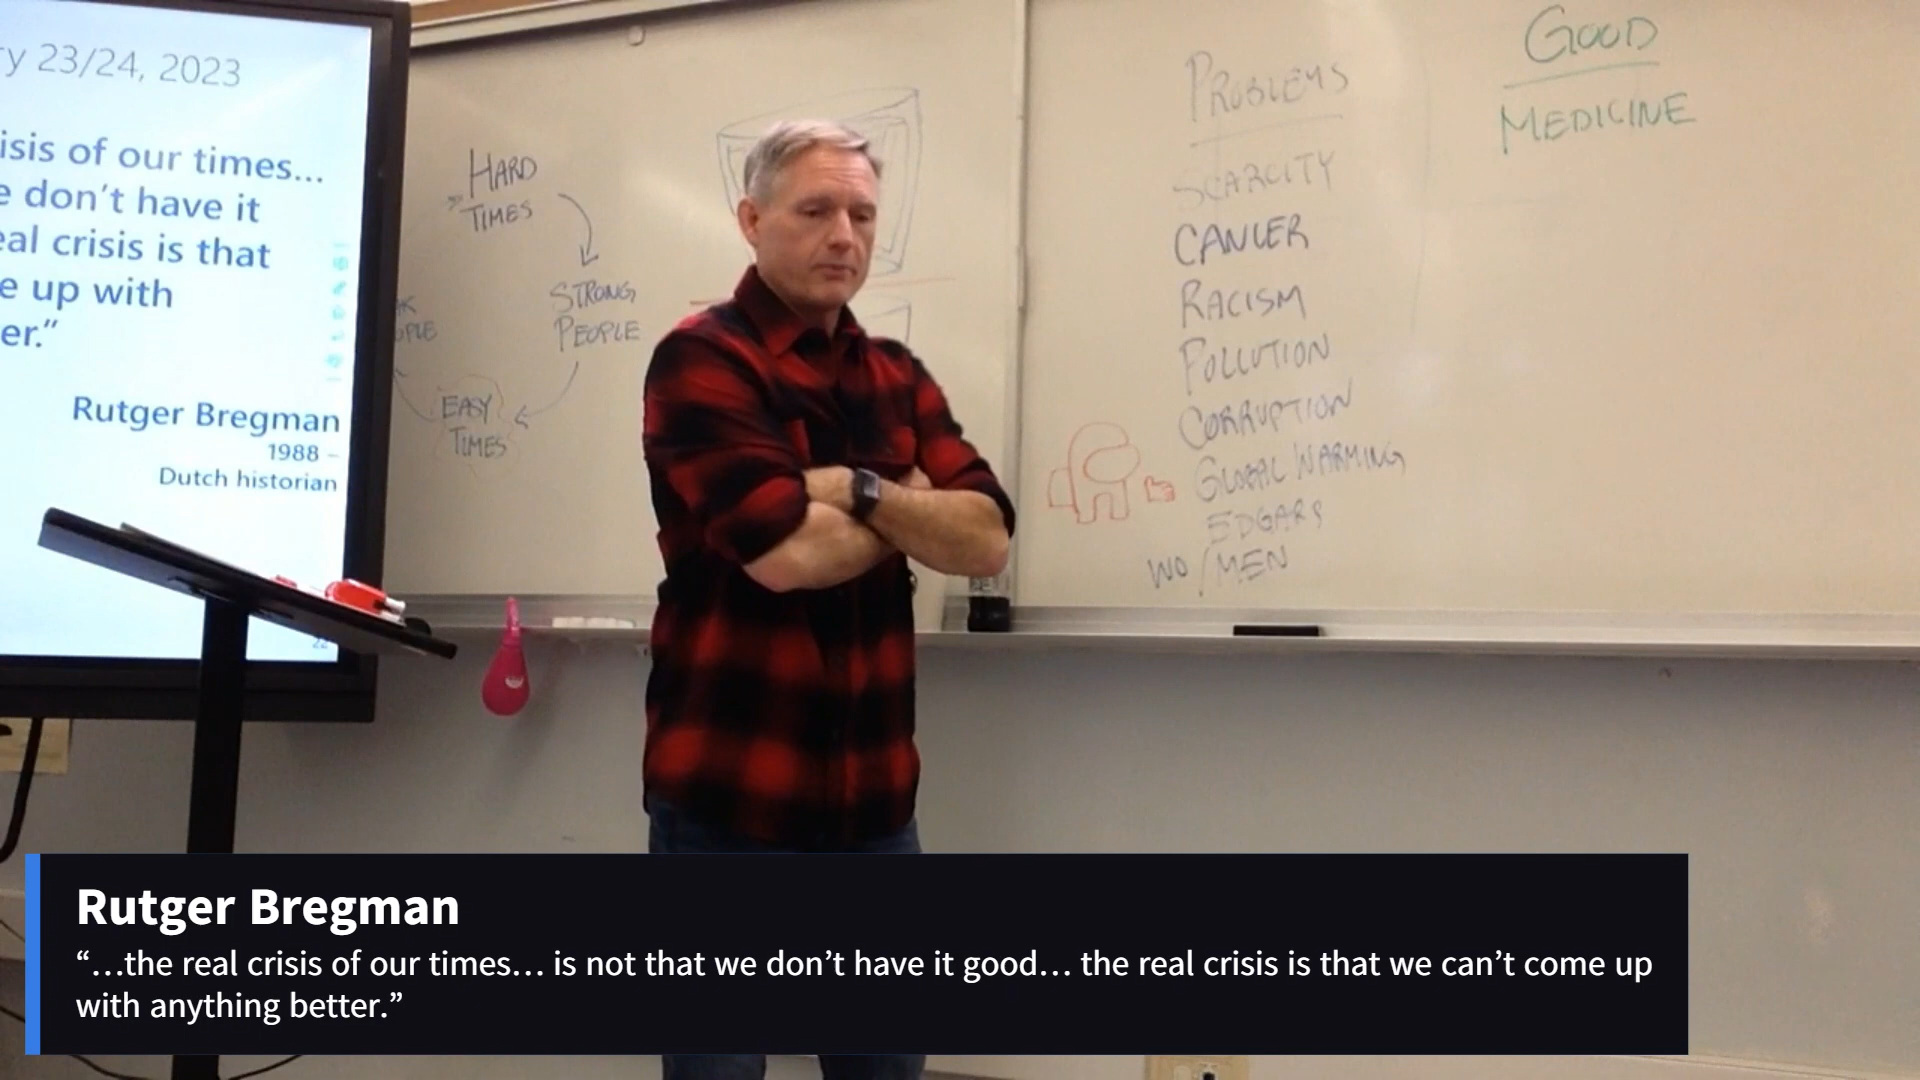 y 23/24, 2023
isis of our times...
e don't have it
eal crisis is that
e up with
er.”
Rutger Bregman
1988 –
Dutch historian
22
HARD
TIMES
STRONG
PEOPLE
EASY
TIMES
OPLE
PROBLEMS
SCARCITY
CANCER
RACISM
POLLUTION
CORRUPTION
GLOBAL WARMING
EDGARS
WO/MEN
GOOD
MEDICINE
Rutger Bregman
“...the real crisis of our times... is not that we don’t have it good... the real crisis is that we can’t come up
with anything better.”